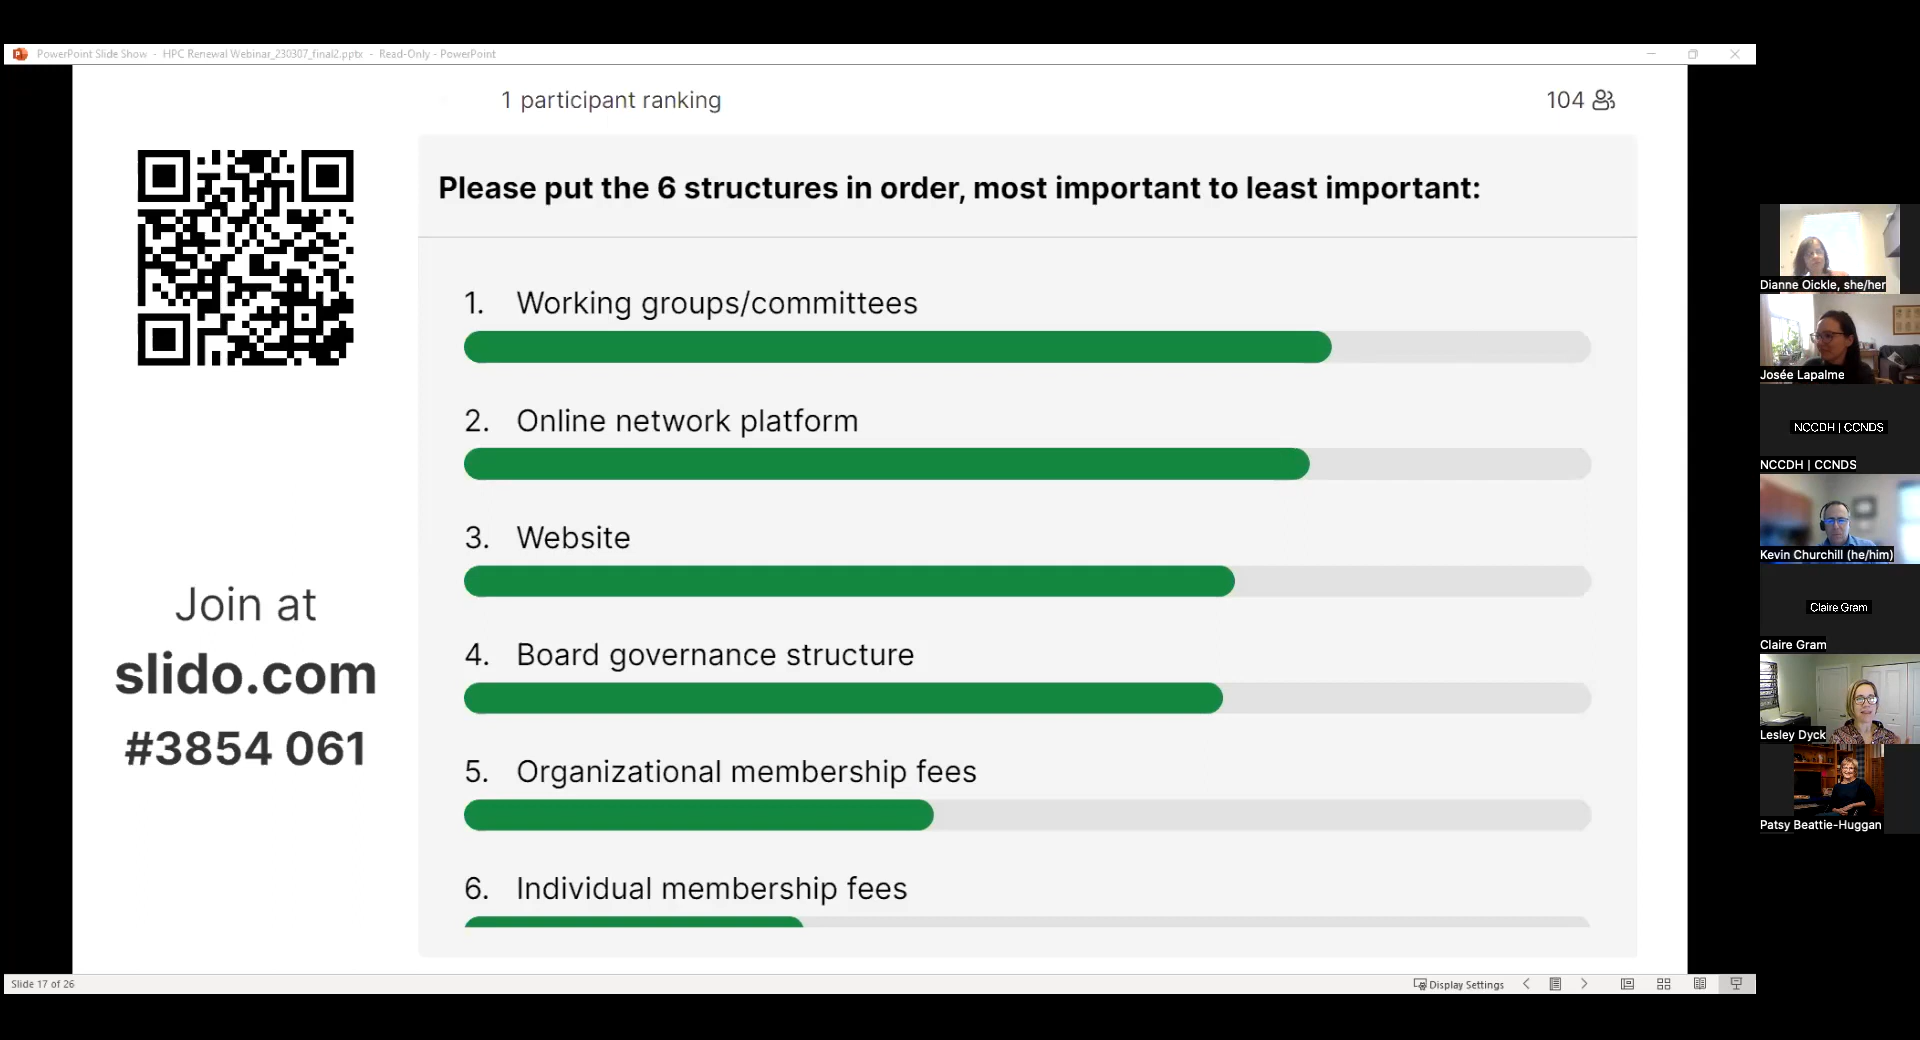 PowerPoint Slide Show - HPC Renewal Webinar_230307_final2.pptx - Read-Only - PowerPoint
1 participant ranking
104
Please put the 6 structures in order, most important to least important:
1. Working groups/committees
2. Online network platform
3. Website
4. Board governance structure
5. Organizational membership fees
6. Individual membership fees
Join at
slido.com
#3854 061
Dianne Oickle, she/her
Josée Lapalme
NCCDH | CCNDS
NCCDH | CCNDS
Kevin Churchill (he/him)
Claire Gram
Claire Gram
Lesley Dyck
Patsy Beattie-Huggan
Slide 17 of 26
Display Settings